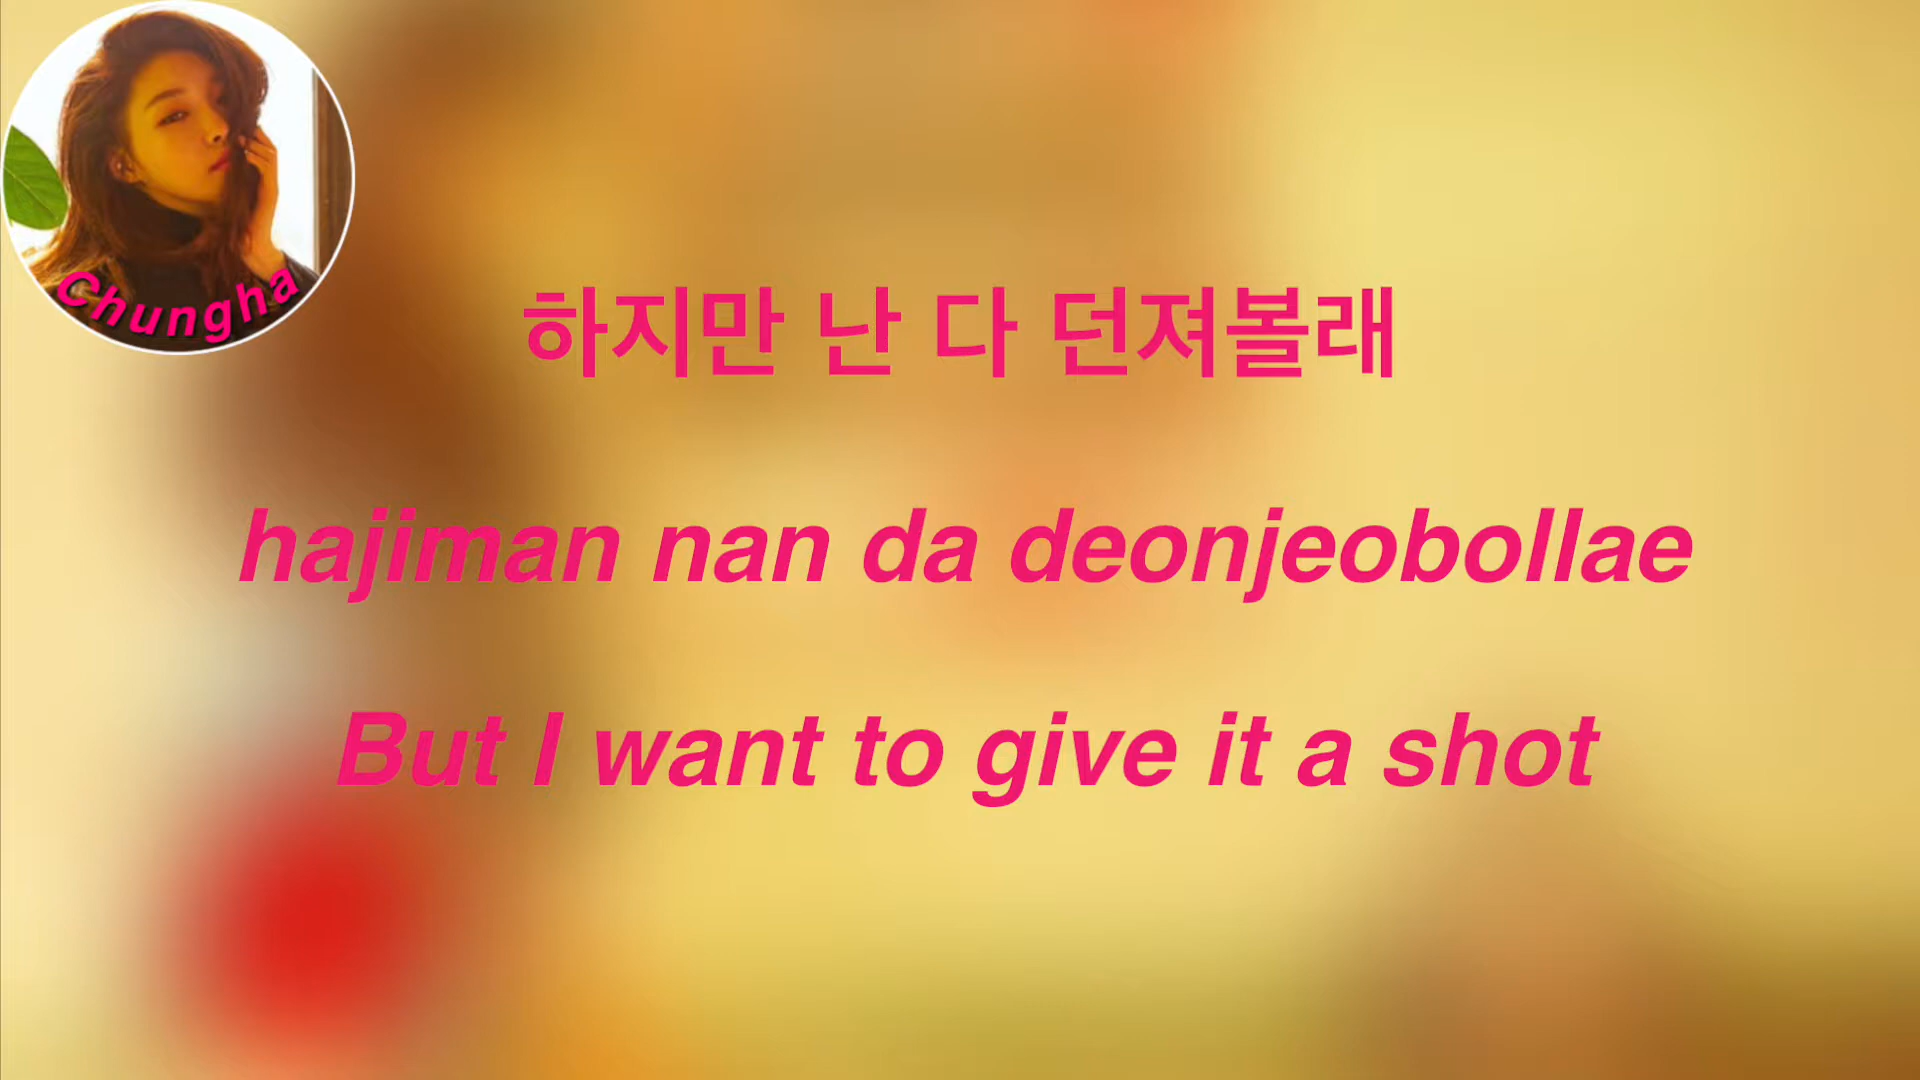 Chungha
하지만 난 다 던져볼래
hajiman nan da deonjeobollae
But I want to give it a shot